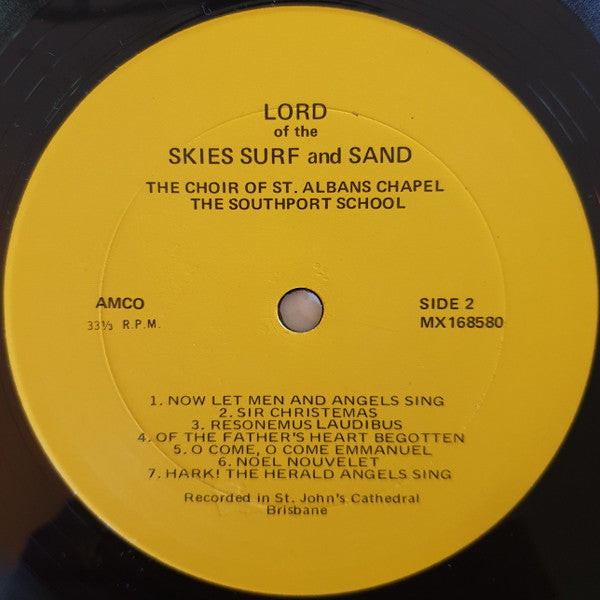 LORD
of the
SKIES SURF and SAND
THE CHOIR OF ST. ALBANS CHAPEL
THE SOUTHPORT SCHOOL
AMCO
33⅓ R.P.M.
SIDE 2
MX168580
1. NOW LET MEN AND ANGELS SING
2. SIR CHRISTEMAS
3. RESONEMUS LAUDIBUS
4. OF THE FATHER'S HEART BEGOTTEN
5. O COME, O COME EMMANUEL
6. NOEL NOUVELET
7. HARK! THE HERALD ANGELS SING
Recorded in St. John's Cathedral
Brisbane